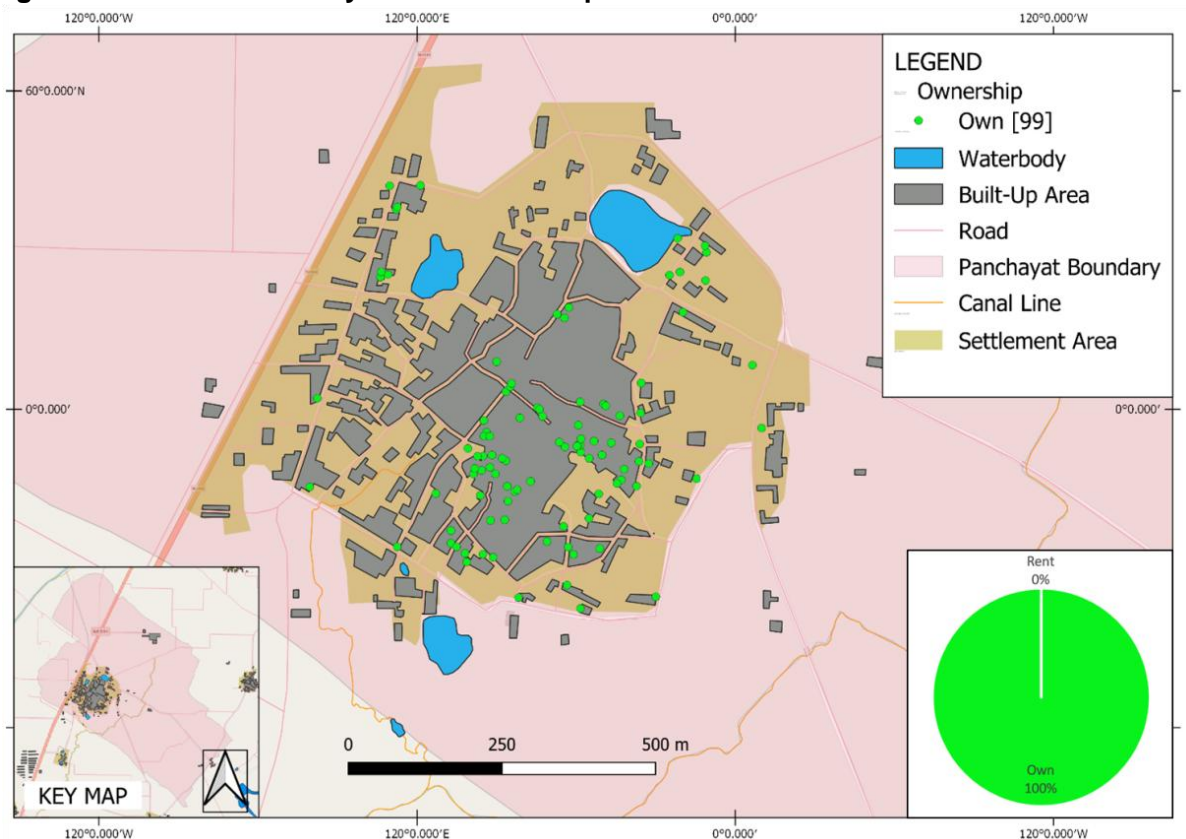 120°0.000'W 120°0.000'E 0°0.000' 120°0.000'W
60°0.000'N
0°0.000'
0°0.000'
LEGEND
Ownership
Own [99]
Waterbody
Built-Up Area
Road
Panchayat Boundary
Canal Line
Settlement Area
Rent
0%
Own
100%
0 250 500 m
KEY MAP
120°0.000'W 120°0.000'E 0°0.000' 120°0.000'W